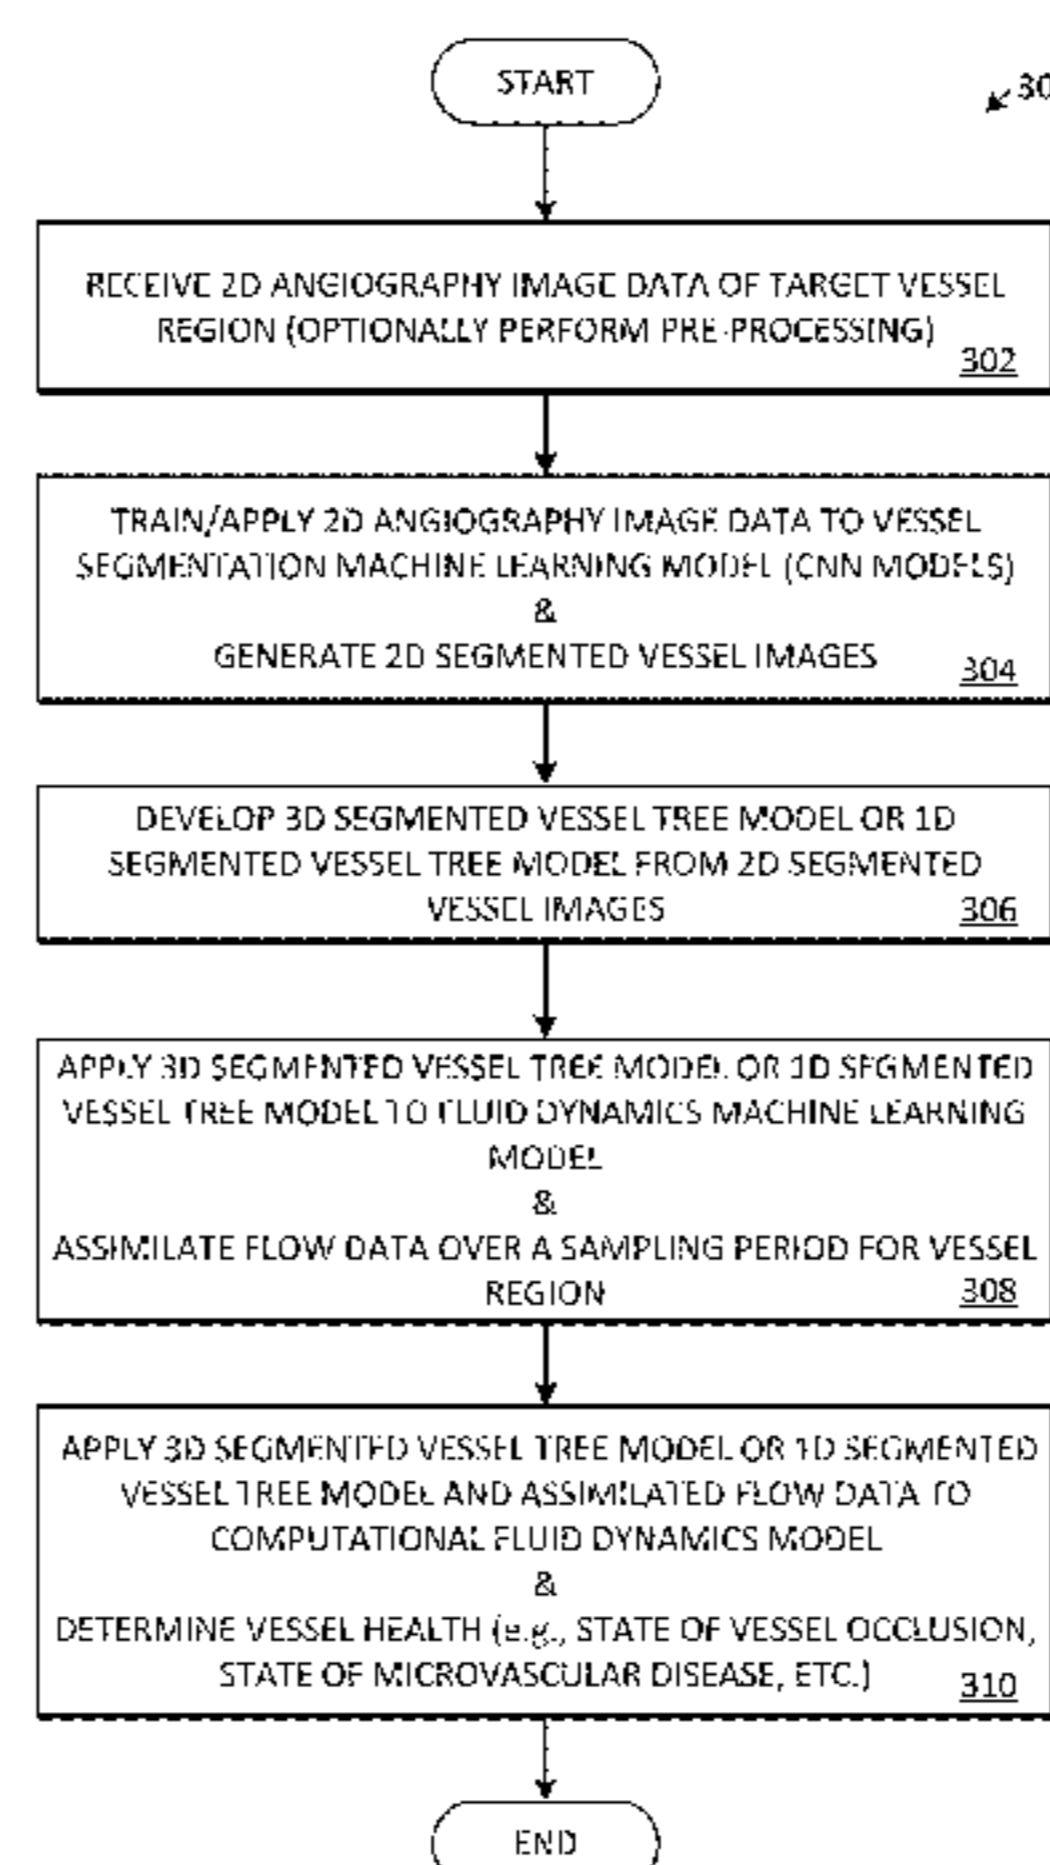 START
30
RECEIVE 2D ANGIOGRAPHY IMAGE DATA OF TARGET VESSEL
REGION (OPTIONALLY PERFORM PRE-PROCESSING)
302
TRAIN/APPLY 2D ANGIOGRAPHY IMAGE DATA TO VESSEL
SEGMENTATION MACHINE LEARNING MODEL (CNN MODELS)
&
GENERATE 2D SEGMENTED VESSEL IMAGES
304
DEVELOP 3D SEGMENTED VESSEL TREE MODEL OR 1D
SEGMENTED VESSEL TREE MODEL FROM 2D SEGMENTED
VESSEL IMAGES
306
APPLY 3D SEGMENTED VESSEL TREE MODEL OR 1D SEGMENTED
VESSEL TREE MODEL TO FLUID DYNAMICS MACHINE LEARNING
MODEL
&
ASSIMILATE FLOW DATA OVER A SAMPLING PERIOD FOR VESSEL
REGION
308
APPLY 3D SEGMENTED VESSEL TREE MODEL OR 1D SEGMENTED
VESSEL TREE MODEL AND ASSIMILATED FLOW DATA TO
COMPUTATIONAL FLUID DYNAMICS MODEL
&
DETERMINE VESSEL HEALTH (e.g., STATE OF VESSEL OCCLUSION,
STATE OF MICROVASCULAR DISEASE, ETC.)
310
END